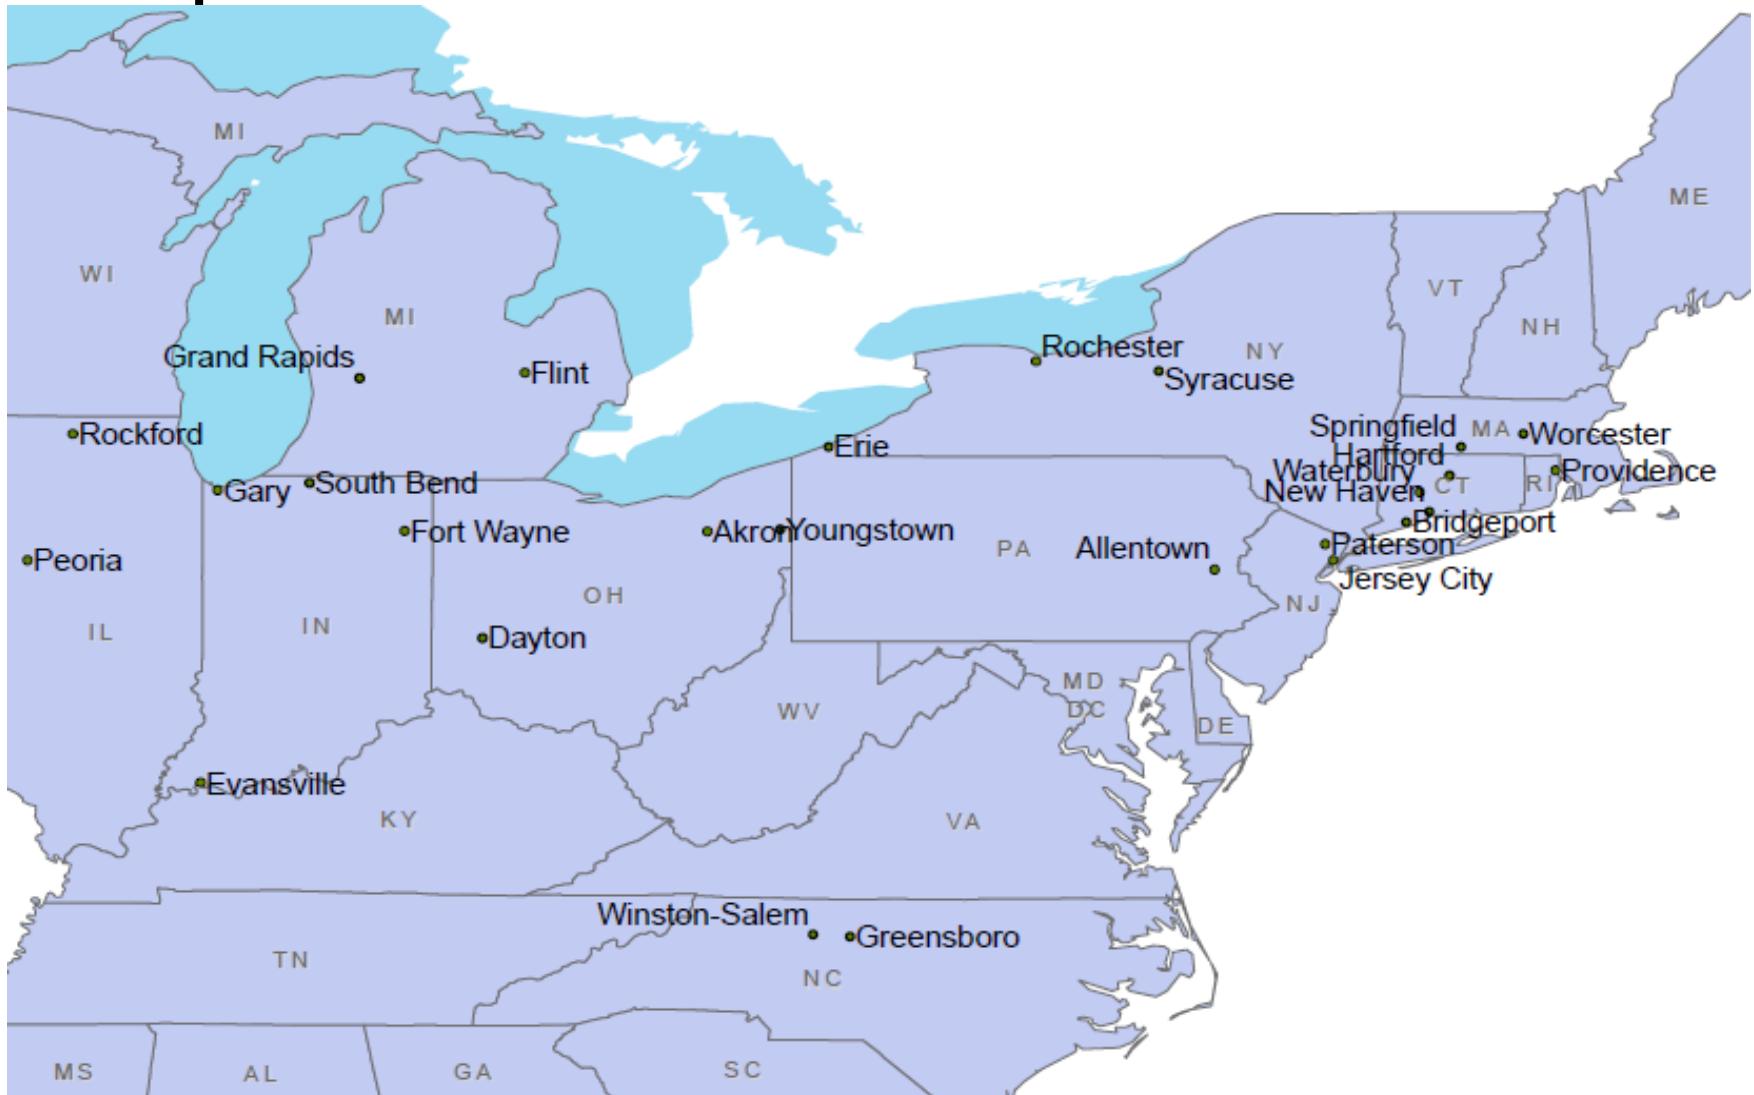 MI
ME
WI
VT
MI
NH
Grand Rapids
Flint
Rochester
NY
Syracuse
Rockford
Erie
Springfield
MA
Worcester
Hartford
Gary
South Bend
Waterbury
Providence
CT
RI
New Haven
Fort Wayne
Akron
Youngstown
Bridgeport
Peoria
PA
Allentown
Paterson
Jersey City
OH
NJ
IL
IN
Dayton
MD
WV
DC
DE
Evansville
KY
VA
Winston-Salem
Greensboro
TN
NC
MS
AL
GA
SC